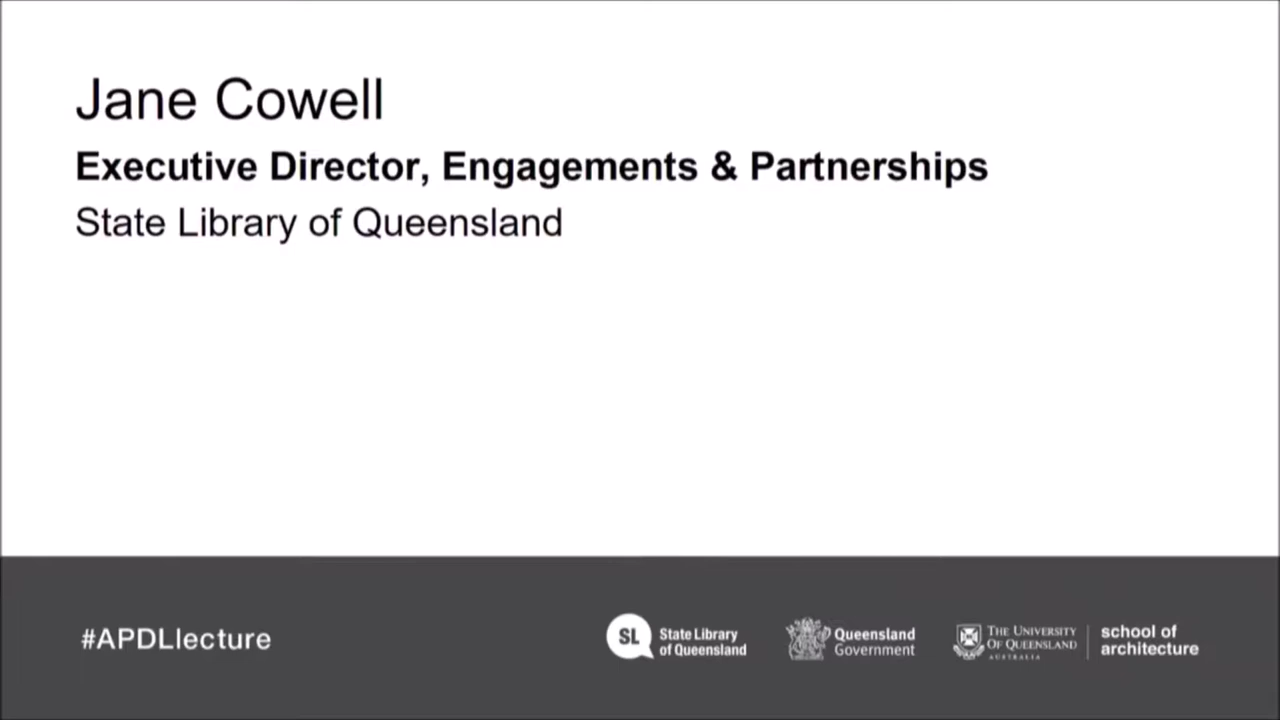 Jane Cowell
Executive Director, Engagements & Partnerships
State Library of Queensland
#APDLlecture
SL
State Library
of Queensland
Queensland
Government
THE UNIVERSITY
OF QUEENSLAND
AUSTRALIA
school of
architecture